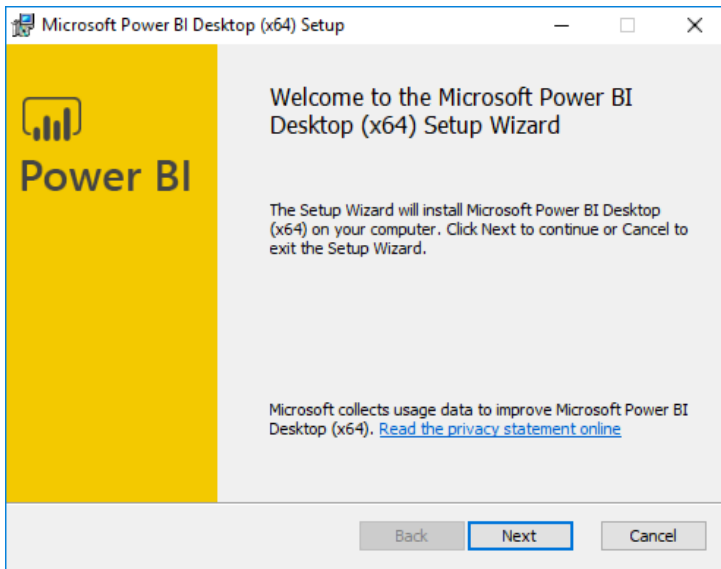 Microsoft Power BI Desktop (x64) Setup
Power BI
Welcome to the Microsoft Power BI
Desktop (x64) Setup Wizard
The Setup Wizard will install Microsoft Power BI Desktop
(x64) on your computer. Click Next to continue or Cancel to
exit the Setup Wizard.
Microsoft collects usage data to improve Microsoft Power BI
Desktop (x64). Read the privacy statement online
Back Next Cancel